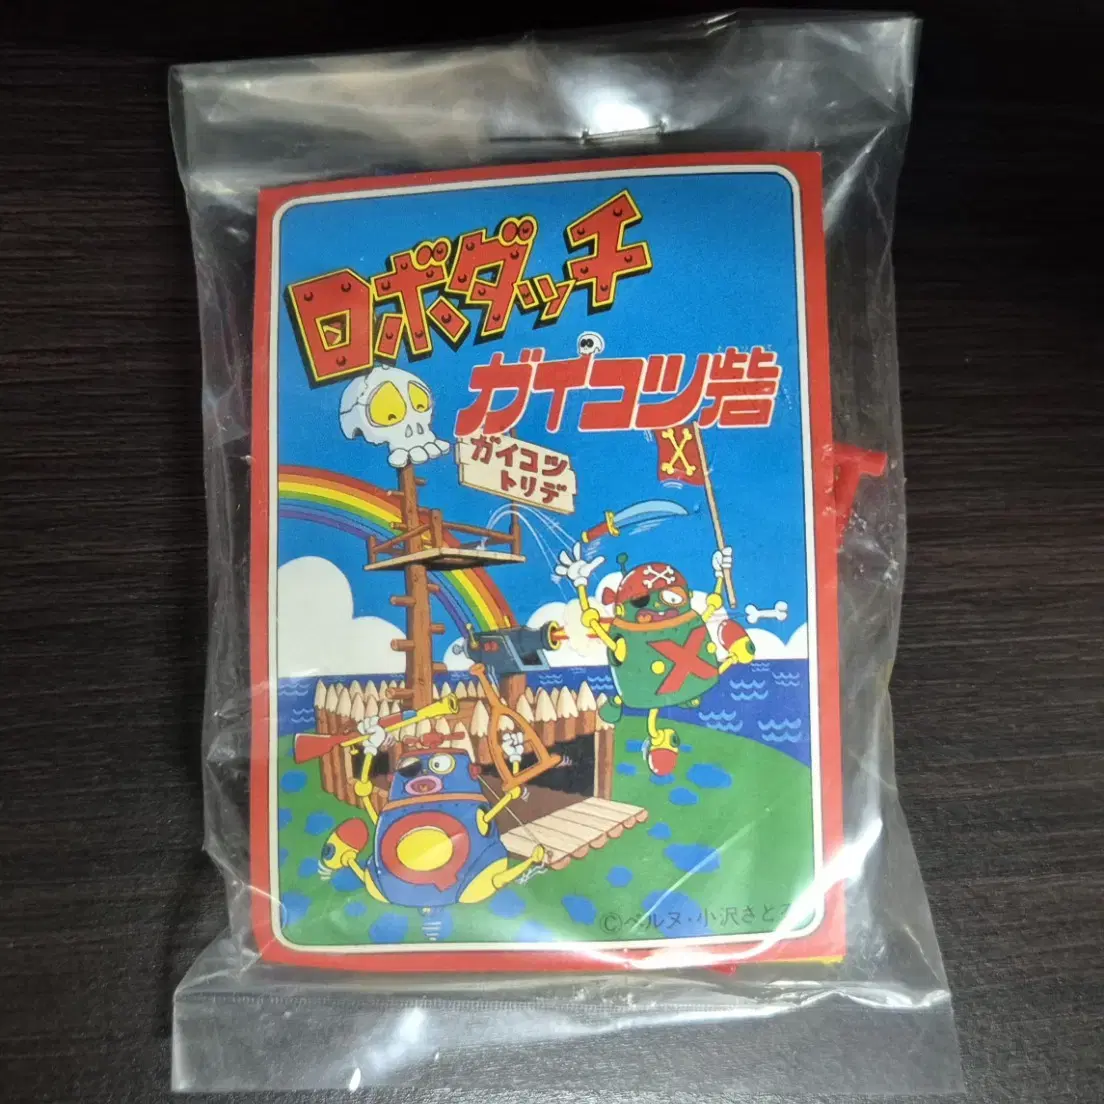 ロボダッチ
ガイコツ砦
ガイコツ
トリデ
X
Q
©ベルヌ・小沢さとる